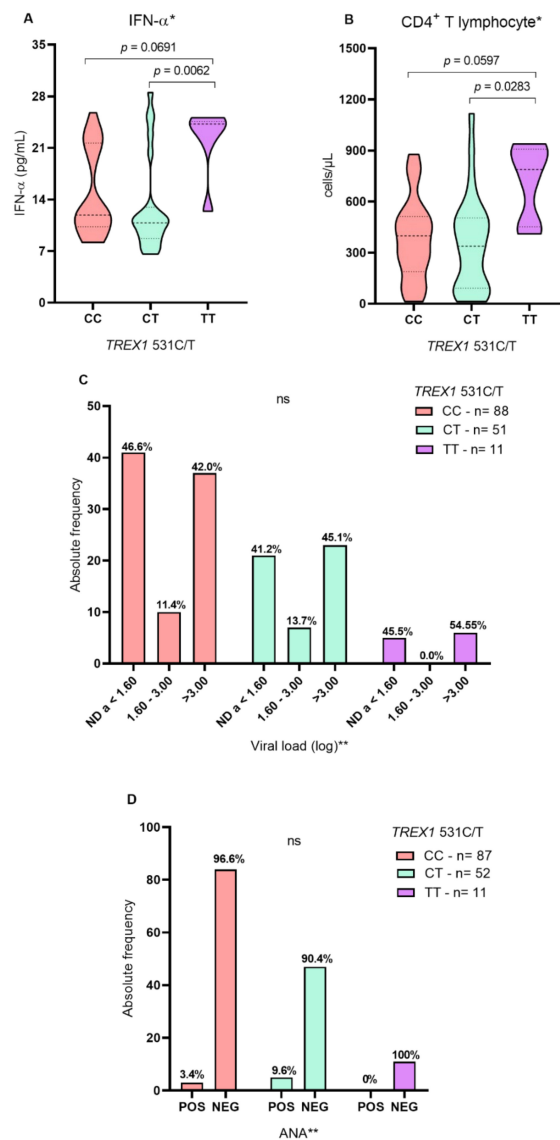 A
IFN-α*
35
28
21
14
7
0
IFN-α (pg/mL)
p = 0.0691
p = 0.0062
CC CT TT
TREX1 531C/T
B
CD4+ T lymphocyte*
1500
1200
900
600
300
0
cells/µL
p = 0.0597
p = 0.0283
CC CT TT
TREX1 531C/T
C
ns
TREX1 531C/T
CC - n= 88
CT - n= 51
TT - n= 11
50
40
30
20
10
0
Absolute frequency
46.6% 11.4% 42.0% 41.2% 13.7% 45.1% 45.5% 0.0% 54.55%
ND a < 1.60 1.60 - 3.00 >3.00 ND a < 1.60 1.60 - 3.00 >3.00 ND a < 1.60 1.60 - 3.00 >3.00
Viral load (log)**
D
ns
TREX1 531C/T
CC - n= 87
CT - n= 52
TT - n= 11
100
80
60
40
20
0
Absolute frequency
3.4% 96.6% 9.6% 90.4% 0% 100%
POS NEG POS NEG POS NEG
ANA**